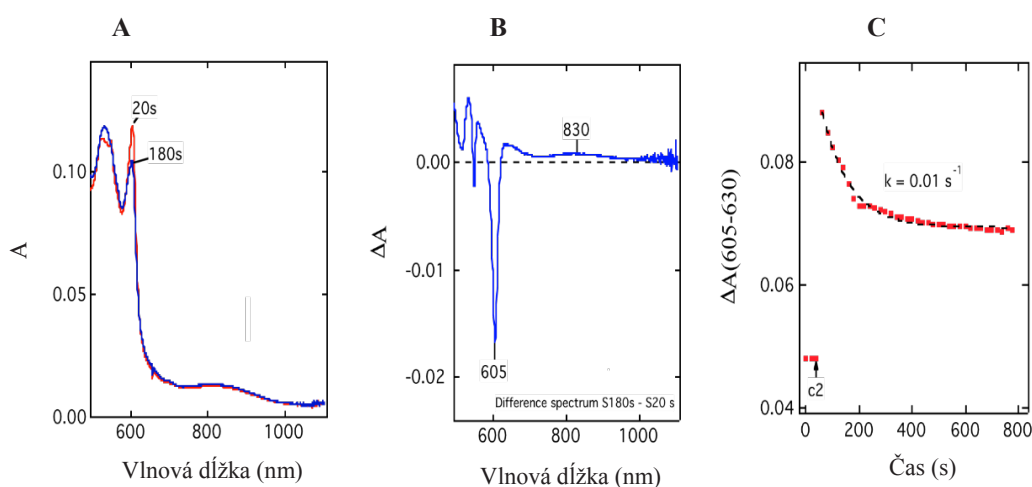 A
A
0.10
0.05
0.00
20s
180s
600
800
1000
Vlnová dĺžka (nm)
B
ΔA
0.00
-0.01
-0.02
830
605
Difference spectrum S180s - S20 s
600
800
1000
Vlnová dĺžka (nm)
C
ΔA(605-630)
0.08
0.06
0.04
k = 0.01 s⁻¹
c2
0
200
400
600
800
Čas (s)